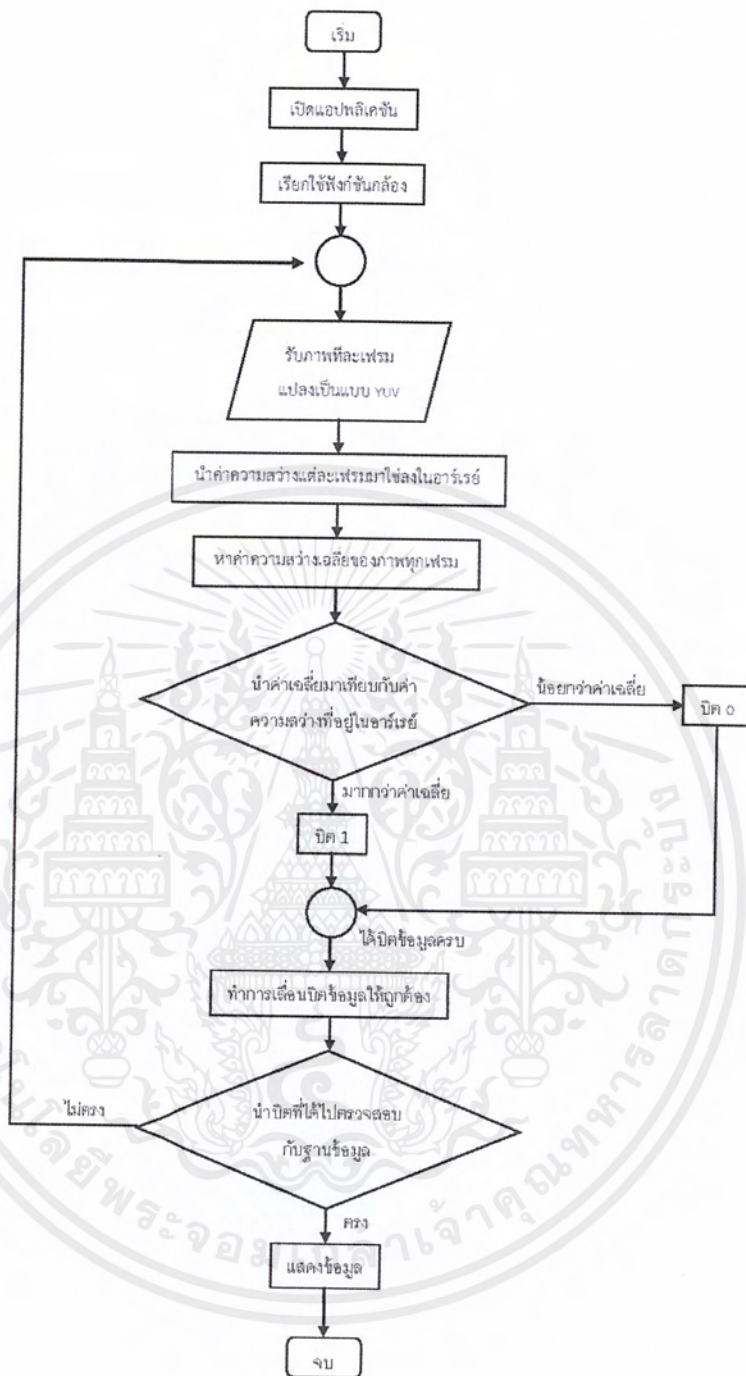 เริ่ม
เปิดแอปพลิเคชัน
เรียกใช้ฟังก์ชันกล้อง
รับภาพทีละเฟรม
แปลงเป็นแบบ YUV
นำค่าความสว่างแต่ละเฟรมมาใช่ลงในอาร์เรย์
หาค่าความสว่างเฉลี่ยของภาพทุกเฟรม
นำค่าเฉลี่ยมาเทียบกับค่า
ความสว่างที่อยู่ในอาร์เรย์
น้อยกว่าค่าเฉลี่ย
บิต 0
มากกว่าค่าเฉลี่ย
บิต 1
ได้บิตข้อมูลครบ
ทำการเลื่อนบิตข้อมูลให้ถูกต้อง
นำบิตที่ได้ไปตรวจสอบ
กับฐานข้อมูล
ไม่ตรง
ตรง
แสดงข้อมูล
จบ